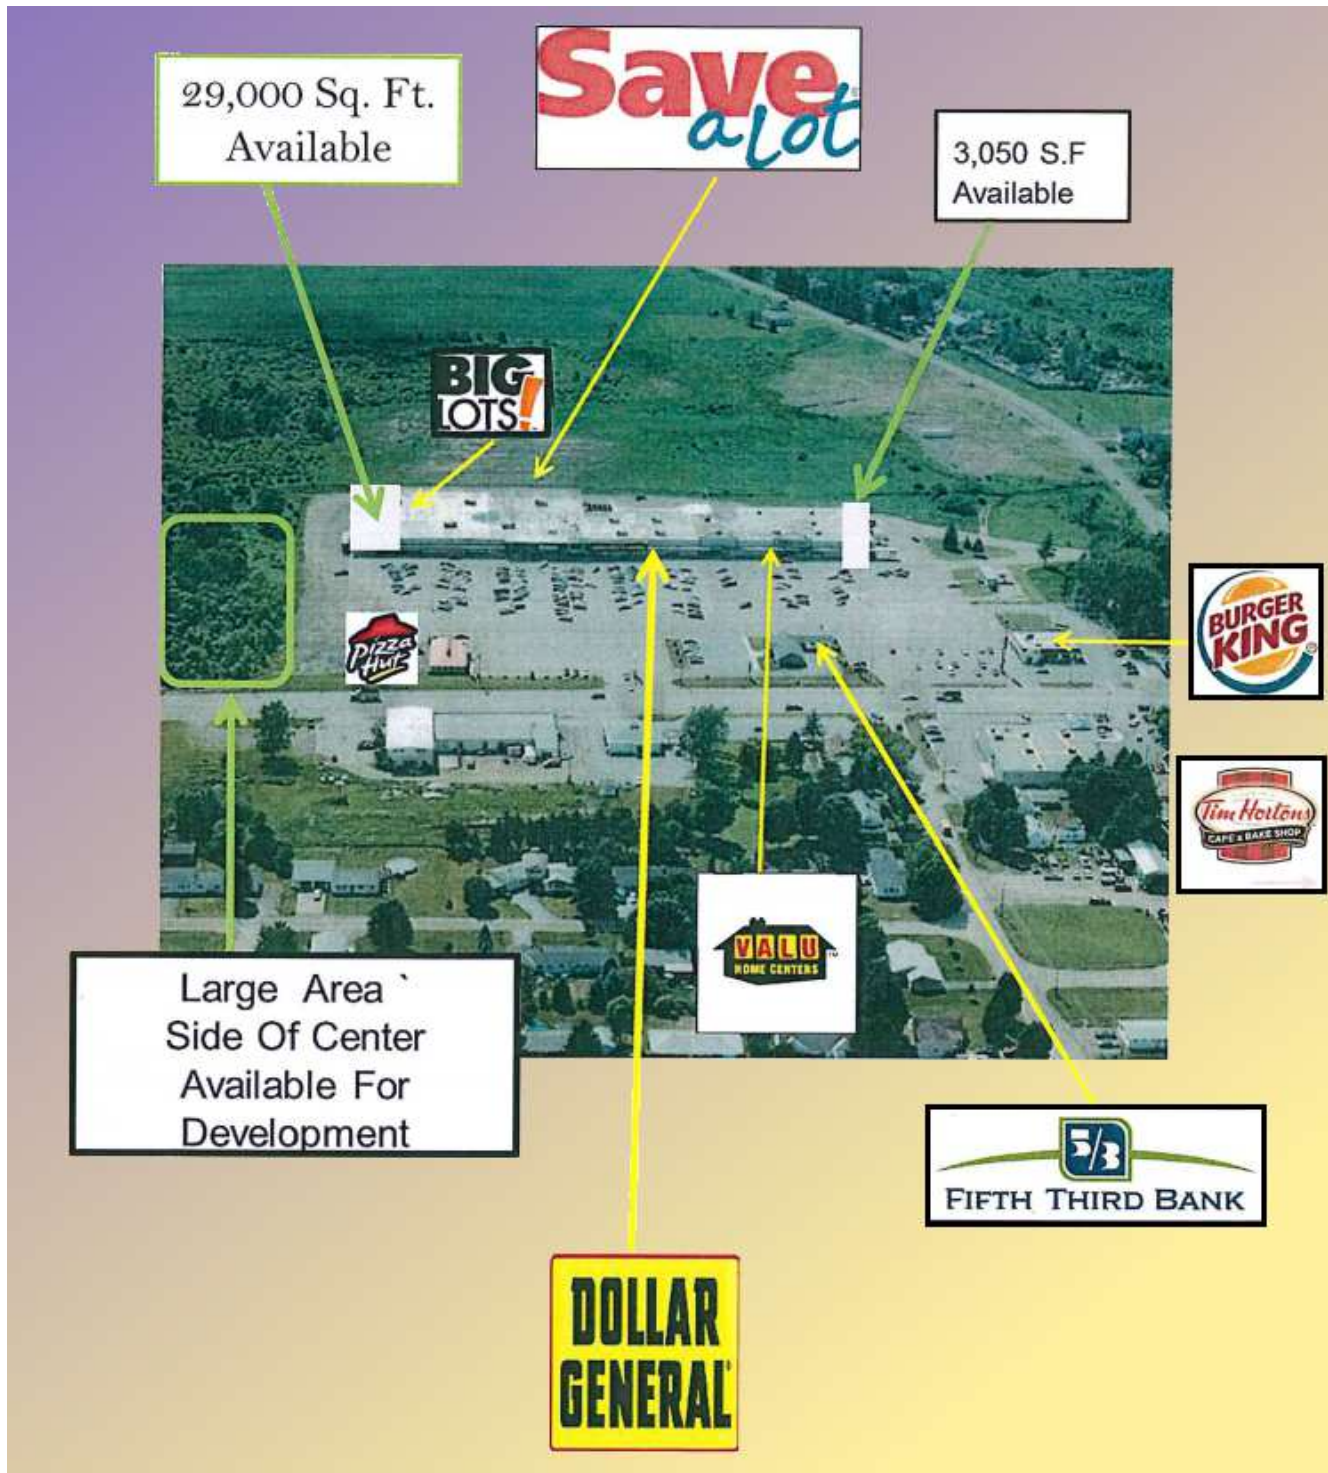 29,000 Sq. Ft.
Available
Save
a Lot
3,050 S.F
Available
BIG
LOTS!
Pizza
Hut
BURGER
KING
Tim Hortons
CAFE & BAKE SHOP
VALU
HOME CENTERS
Large Area `
Side Of Center
Available For
Development
5/3
FIFTH THIRD BANK
DOLLAR
GENERAL